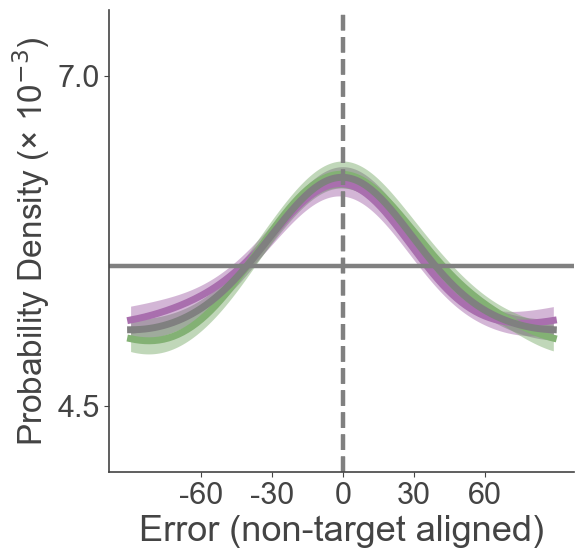 Probability Density (× 10⁻³)
7.0
4.5
-60 -30 0 30 60
Error (non-target aligned)